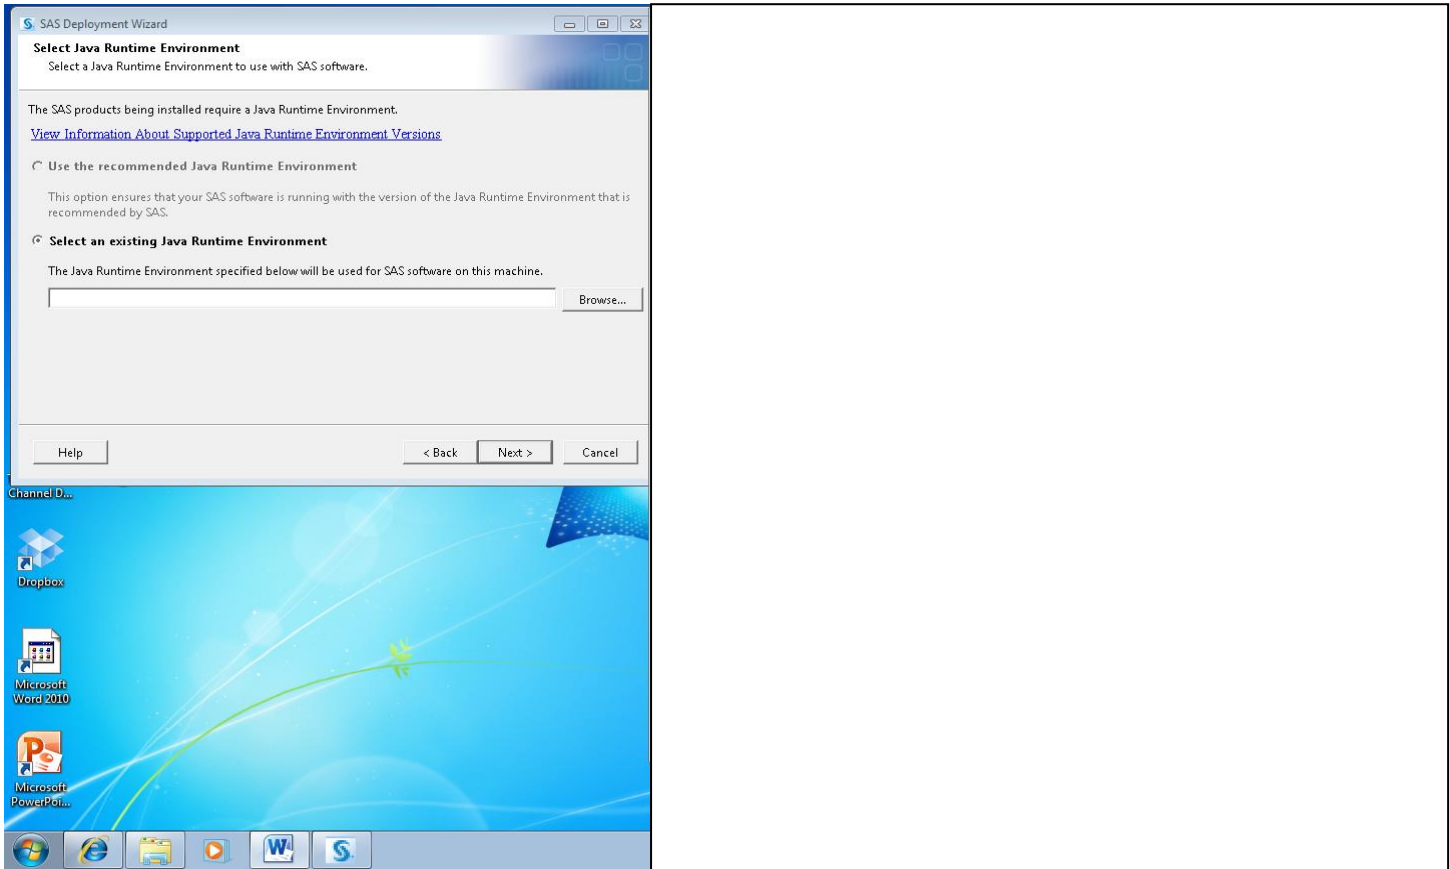 SAS Deployment Wizard
Select Java Runtime Environment
Select a Java Runtime Environment to use with SAS software.
The SAS products being installed require a Java Runtime Environment.
View Information About Supported Java Runtime Environment Versions
Use the recommended Java Runtime Environment
This option ensures that your SAS software is running with the version of the Java Runtime Environment that is
recommended by SAS.
Select an existing Java Runtime Environment
The Java Runtime Environment specified below will be used for SAS software on this machine.
Browse...
Help
< Back
Next >
Cancel
Channel D...
Dropbox
Microsoft
Word 2010
Microsoft
PowerPoi...